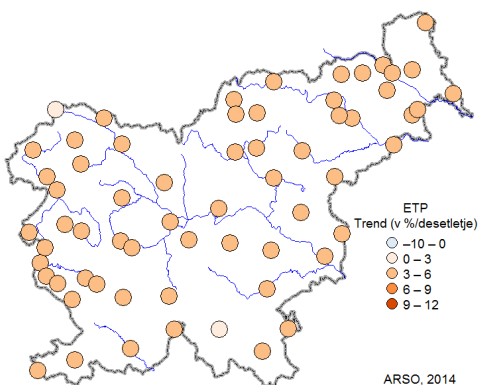 ETP
Trend (v %/desetletje)
–10 – 0
0 – 3
3 – 6
6 – 9
9 – 12
ARSO, 2014